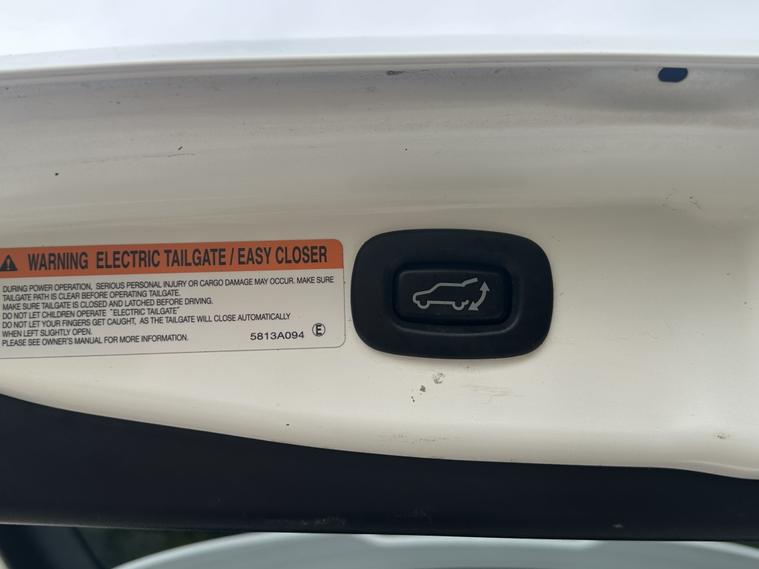 WARNING ELECTRIC TAILGATE / EASY CLOSER
DURING POWER OPERATION, SERIOUS PERSONAL INJURY OR CARGO DAMAGE MAY OCCUR. MAKE SURE
TAILGATE PATH IS CLEAR BEFORE OPERATING TAILGATE.
MAKE SURE TAILGATE IS CLOSED AND LATCHED BEFORE DRIVING.
DO NOT LET CHILDREN OPERATE "ELECTRIC TAILGATE"
DO NOT LET YOUR FINGERS GET CAUGHT, AS THE TAILGATE WILL CLOSE AUTOMATICALLY
WHEN LEFT SLIGHTLY OPEN.
PLEASE SEE OWNER'S MANUAL FOR MORE INFORMATION.
5813A094 Ⓔ